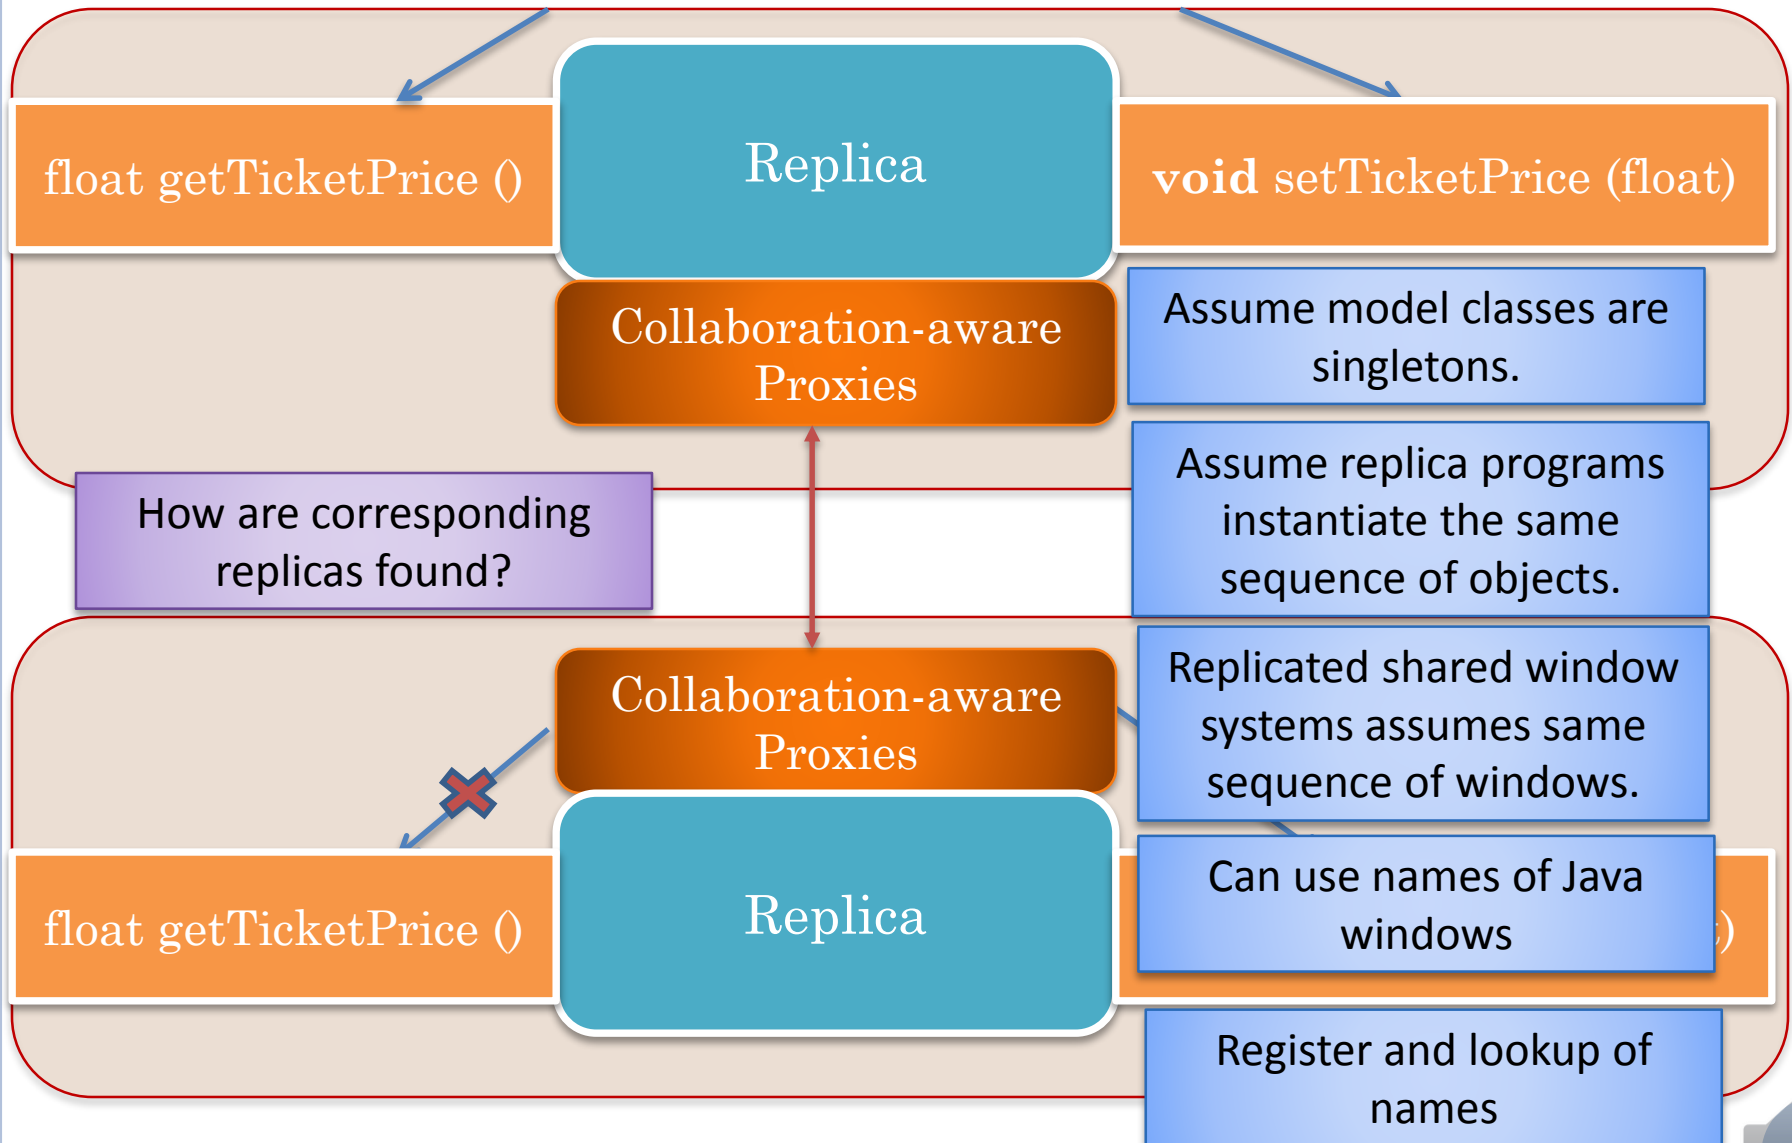 float getTicketPrice ()
Replica
void setTicketPrice (float)
Collaboration-aware
Proxies
Assume model classes are
singletons.
Assume replica programs
instantiate the same
sequence of objects.
How are corresponding
replicas found?
Collaboration-aware
Proxies
Replicated shared window
systems assumes same
sequence of windows.
float getTicketPrice ()
Replica
Can use names of Java
windows
)
Register and lookup of
names